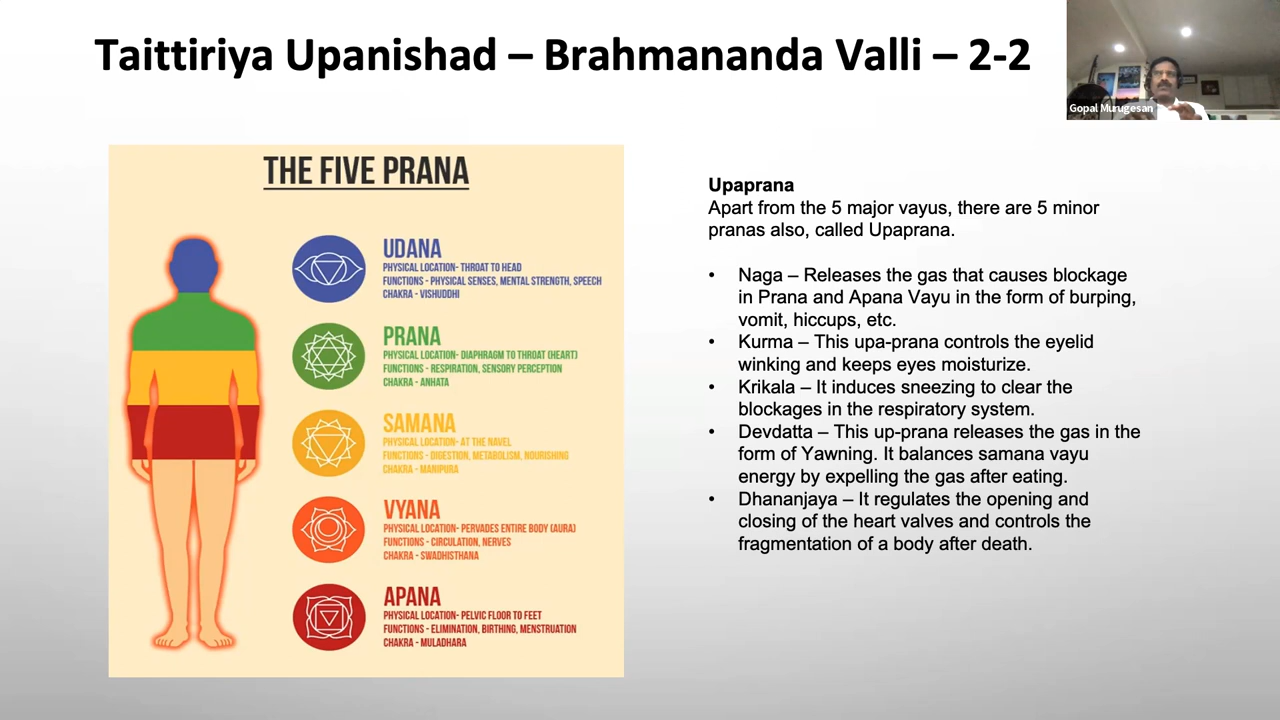 Taittiriya Upanishad – Brahmananda Valli – 2-2
Gopal Murugesan
THE FIVE PRANA
UDANA
PHYSICAL LOCATION- THROAT TO HEAD
FUNCTIONS - PHYSICAL SENSES, MENTAL STRENGTH, SPEECH
CHAKRA - VISHUDDHI
PRANA
PHYSICAL LOCATION- DIAPHRAGM TO THROAT (HEART)
FUNCTIONS - RESPIRATION, SENSORY PERCEPTION
CHAKRA - ANHATA
SAMANA
PHYSICAL LOCATION- AT THE NAVEL
FUNCTIONS - DIGESTION, METABOLISM, NOURISHING
CHAKRA - MANIPURA
VYANA
PHYSICAL LOCATION- PERVADES ENTIRE BODY (AURA)
FUNCTIONS - CIRCULATION, NERVES
CHAKRA - SWADHISTHANA
APANA
PHYSICAL LOCATION- PELVIC FLOOR TO FEET
FUNCTIONS - ELIMINATION, BIRTHING, MENSTRUATION
CHAKRA - MULADHARA
Upaprana
Apart from the 5 major vayus, there are 5 minor
pranas also, called Upaprana.
• Naga – Releases the gas that causes blockage
in Prana and Apana Vayu in the form of burping,
vomit, hiccups, etc.
• Kurma – This upa-prana controls the eyelid
winking and keeps eyes moisturize.
• Krikala – It induces sneezing to clear the
blockages in the respiratory system.
• Devdatta – This up-prana releases the gas in the
form of Yawning. It balances samana vayu
energy by expelling the gas after eating.
• Dhananjaya – It regulates the opening and
closing of the heart valves and controls the
fragmentation of a body after death.